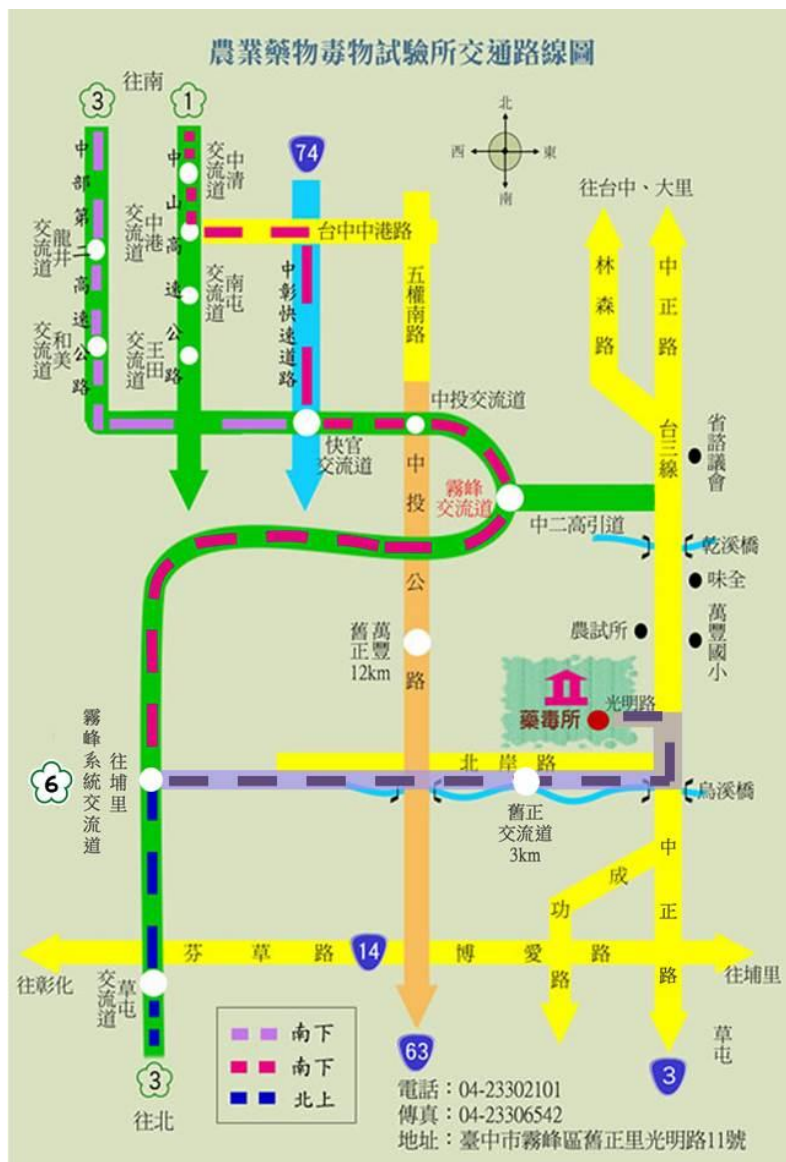 農業藥物毒物試驗所交通路線圖
往南
3
1
74
北
西
東
南
往台中、大里
中部第二高速公路
中山高速公路
中清交流道
中港交流道
台中中港路
龍井交流道
南屯交流道
中彰快速道路
五權南路
林森路
中正路
和美交流道
王田交流道
快官
交流道
中投交流道
台三線
省諮議會
霧峰
交流道
中二高引道
中投公路
乾溪橋
味全
萬豐
舊正
12km
農試所
萬豐國小
藥毒所
光明路
霧峰系統交流道
往埔里
6
北岸路
舊正
交流道
3km
烏溪橋
成功路
中正路
芬草路
14
博愛路
往彰化
往埔里
草屯交流道
草屯
南下
南下
北上
63
3
3
往北
電話：04-23302101
傳真：04-23306542
地址：臺中市霧峰區舊正里光明路11號